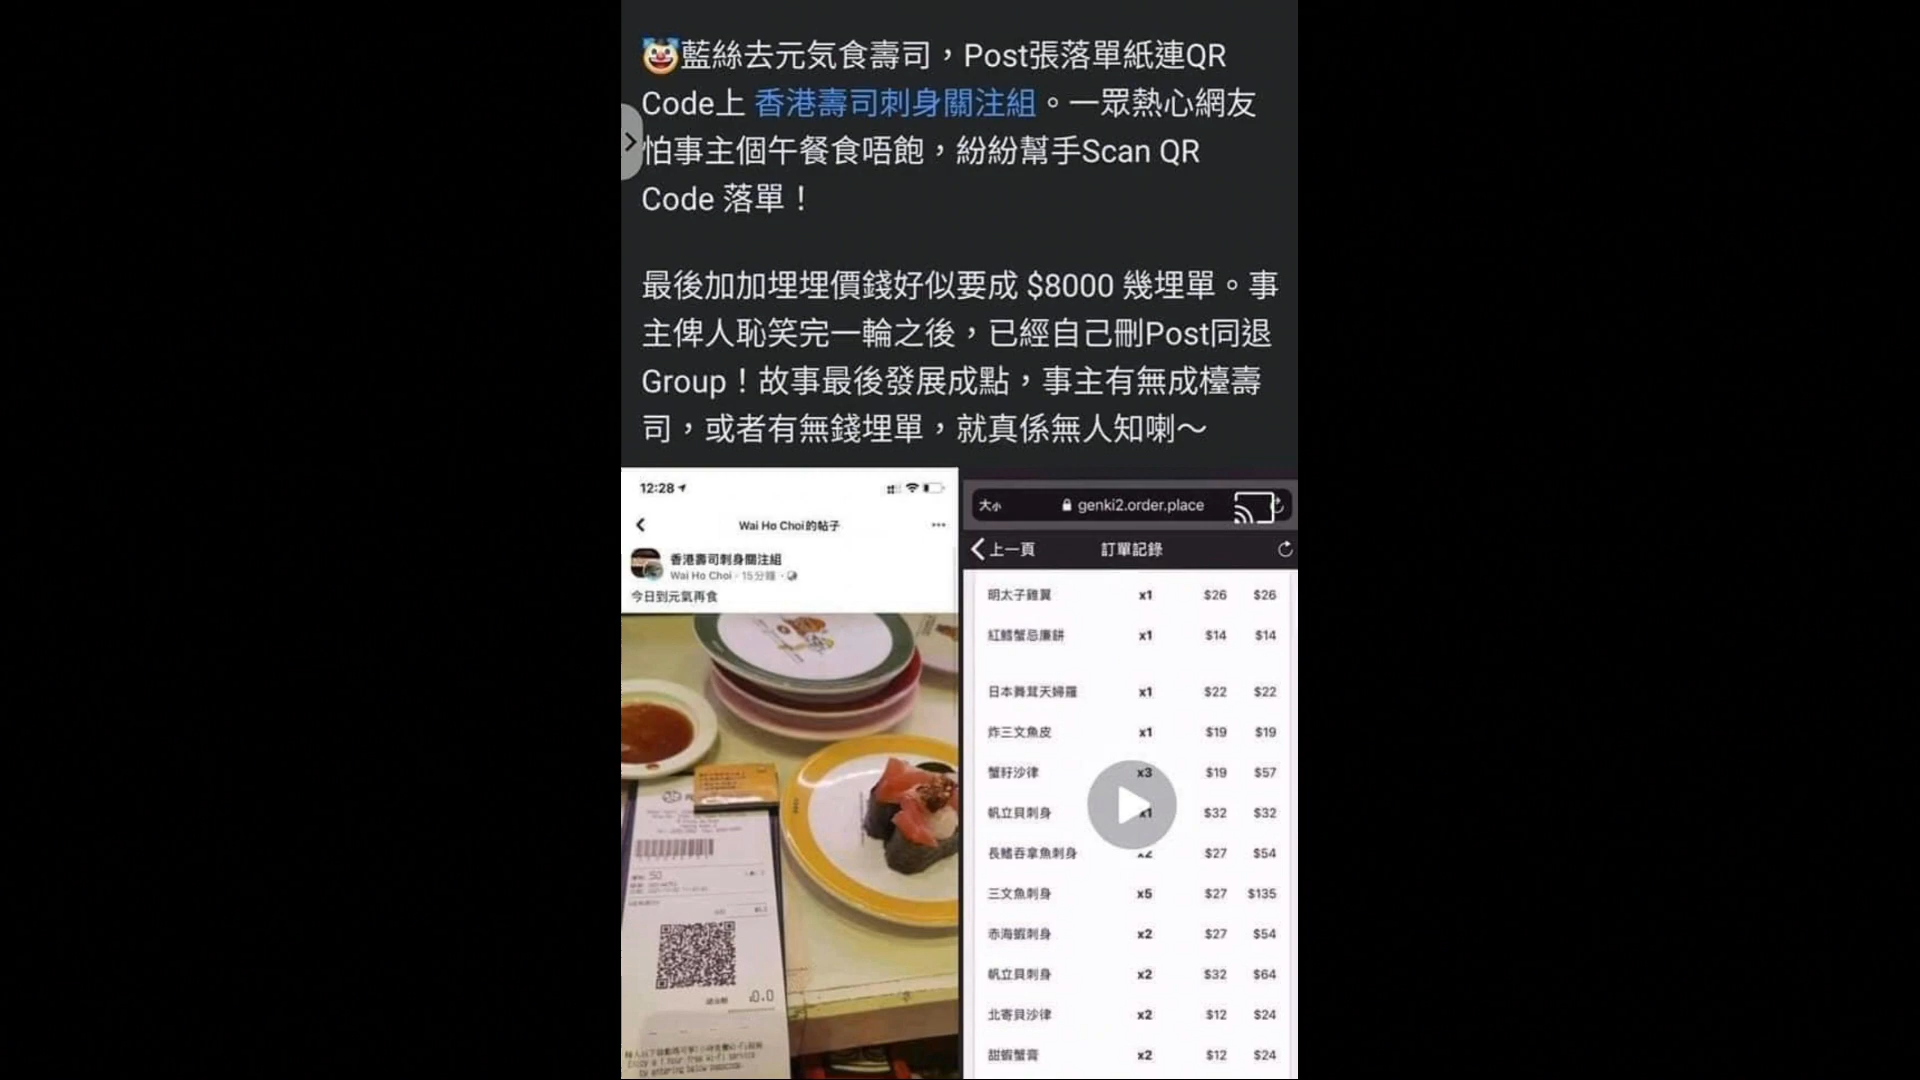 藍絲去元気食壽司，Post張落單紙連QR
Code上 香港壽司刺身關注組。一眾熱心網友
怕事主個午餐食唔飽，紛紛幫手Scan QR
Code 落單！
最後加加埋埋價錢好似要成 $8000 幾埋單。事
主俾人恥笑完一輪之後，已經自己刪Post同退
Group！故事最後發展成點，事主有無成檯壽
司，或者有無錢埋單，就真係無人知喇～
12:28
Wai Ho Choi的帖子
香港壽司刺身關注組
Wai Ho Choi · 15分鐘
今日到元氣再食
50
0.0
大小 genki2.order.place
上一頁 訂單記錄
明太子雞翼 x1 $26 $26
紅鱈蟹忌廉餅 x1 $14 $14
日本舞茸天婦羅 x1 $22 $22
炸三文魚皮 x1 $19 $19
蟹籽沙律 x3 $19 $57
帆立貝刺身 x1 $32 $32
長鰭吞拿魚刺身 x2 $27 $54
三文魚刺身 x5 $27 $135
赤海蝦刺身 x2 $27 $54
帆立貝刺身 x2 $32 $64
北寄貝沙律 x2 $12 $24
甜蝦蟹膏 x2 $12 $24